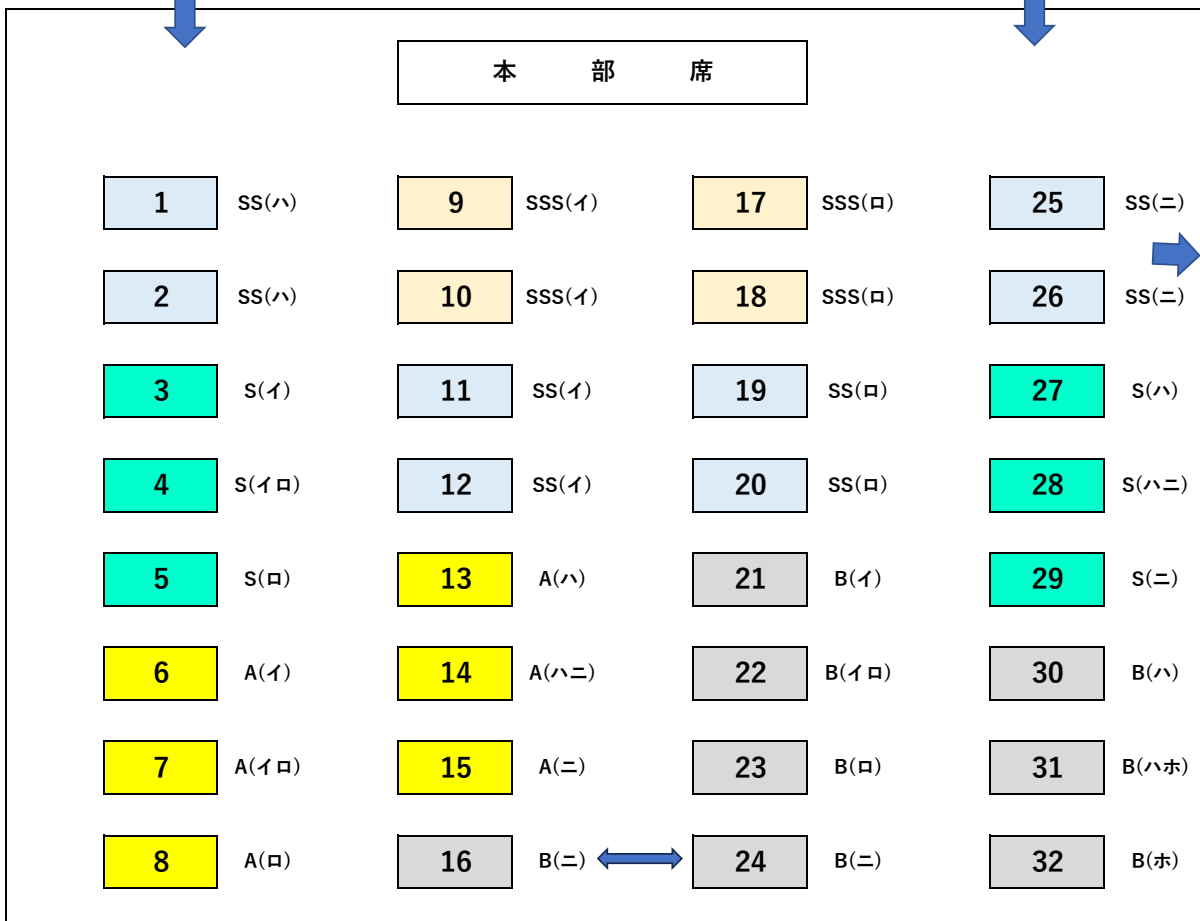 本 部 席
1 SS(ハ) 9 SSS(イ) 17 SSS(ロ) 25 SS(ニ)
2 SS(ハ) 10 SSS(イ) 18 SSS(ロ) 26 SS(ニ)
3 S(イ) 11 SS(イ) 19 SS(ロ) 27 S(ハ)
4 S(イロ) 12 SS(イ) 20 SS(ロ) 28 S(ハニ)
5 S(ロ) 13 A(ハ) 21 B(イ) 29 S(ニ)
6 A(イ) 14 A(ハニ) 22 B(イロ) 30 B(ハ)
7 A(イロ) 15 A(ニ) 23 B(ロ) 31 B(ハホ)
8 A(ロ) 16 B(ニ) 24 B(ニ) 32 B(ホ)